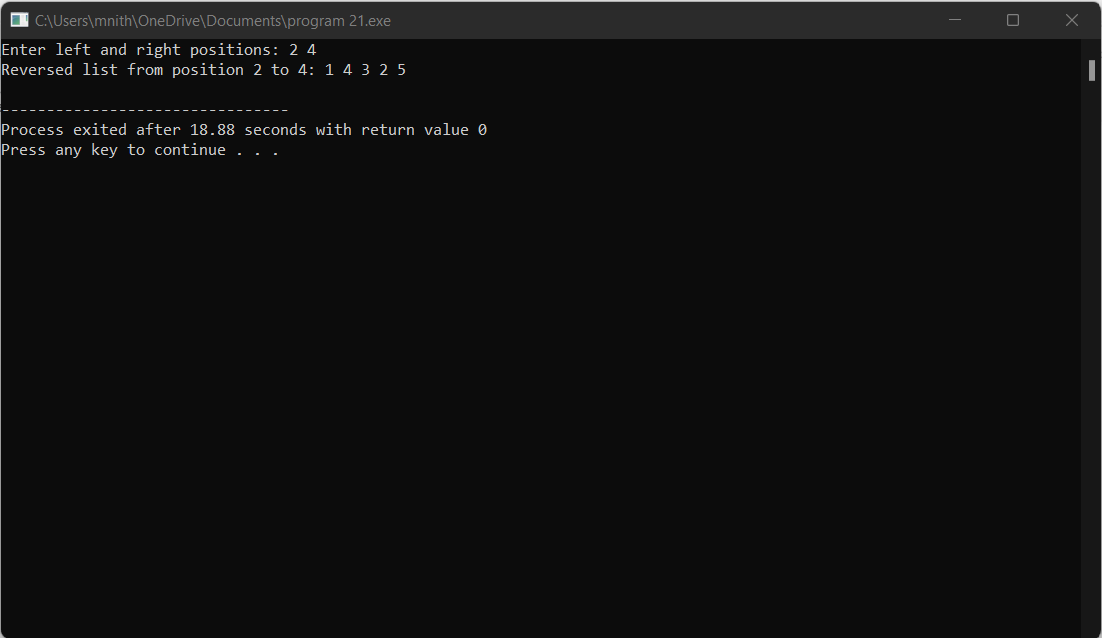 C:\Users\mnith\OneDrive\Documents\program 21.exe
Enter left and right positions: 2 4
Reversed list from position 2 to 4: 1 4 3 2 5
--------------------------------
Process exited after 18.88 seconds with return value 0
Press any key to continue . . .